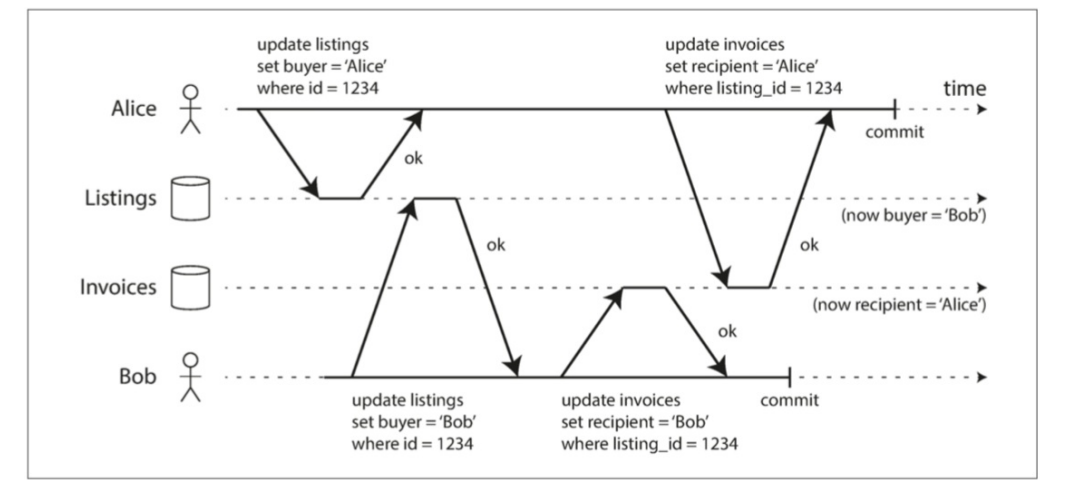 update listings
set buyer = ‘Alice’
where id = 1234
update invoices
set recipient = ‘Alice’
where listing_id = 1234
time
Alice
commit
ok
Listings
(now buyer = ‘Bob’)
ok
ok
Invoices
(now recipient = ‘Alice’)
ok
Bob
commit
update listings
set buyer = ‘Bob’
where id = 1234
update invoices
set recipient = ‘Bob’
where listing_id = 1234